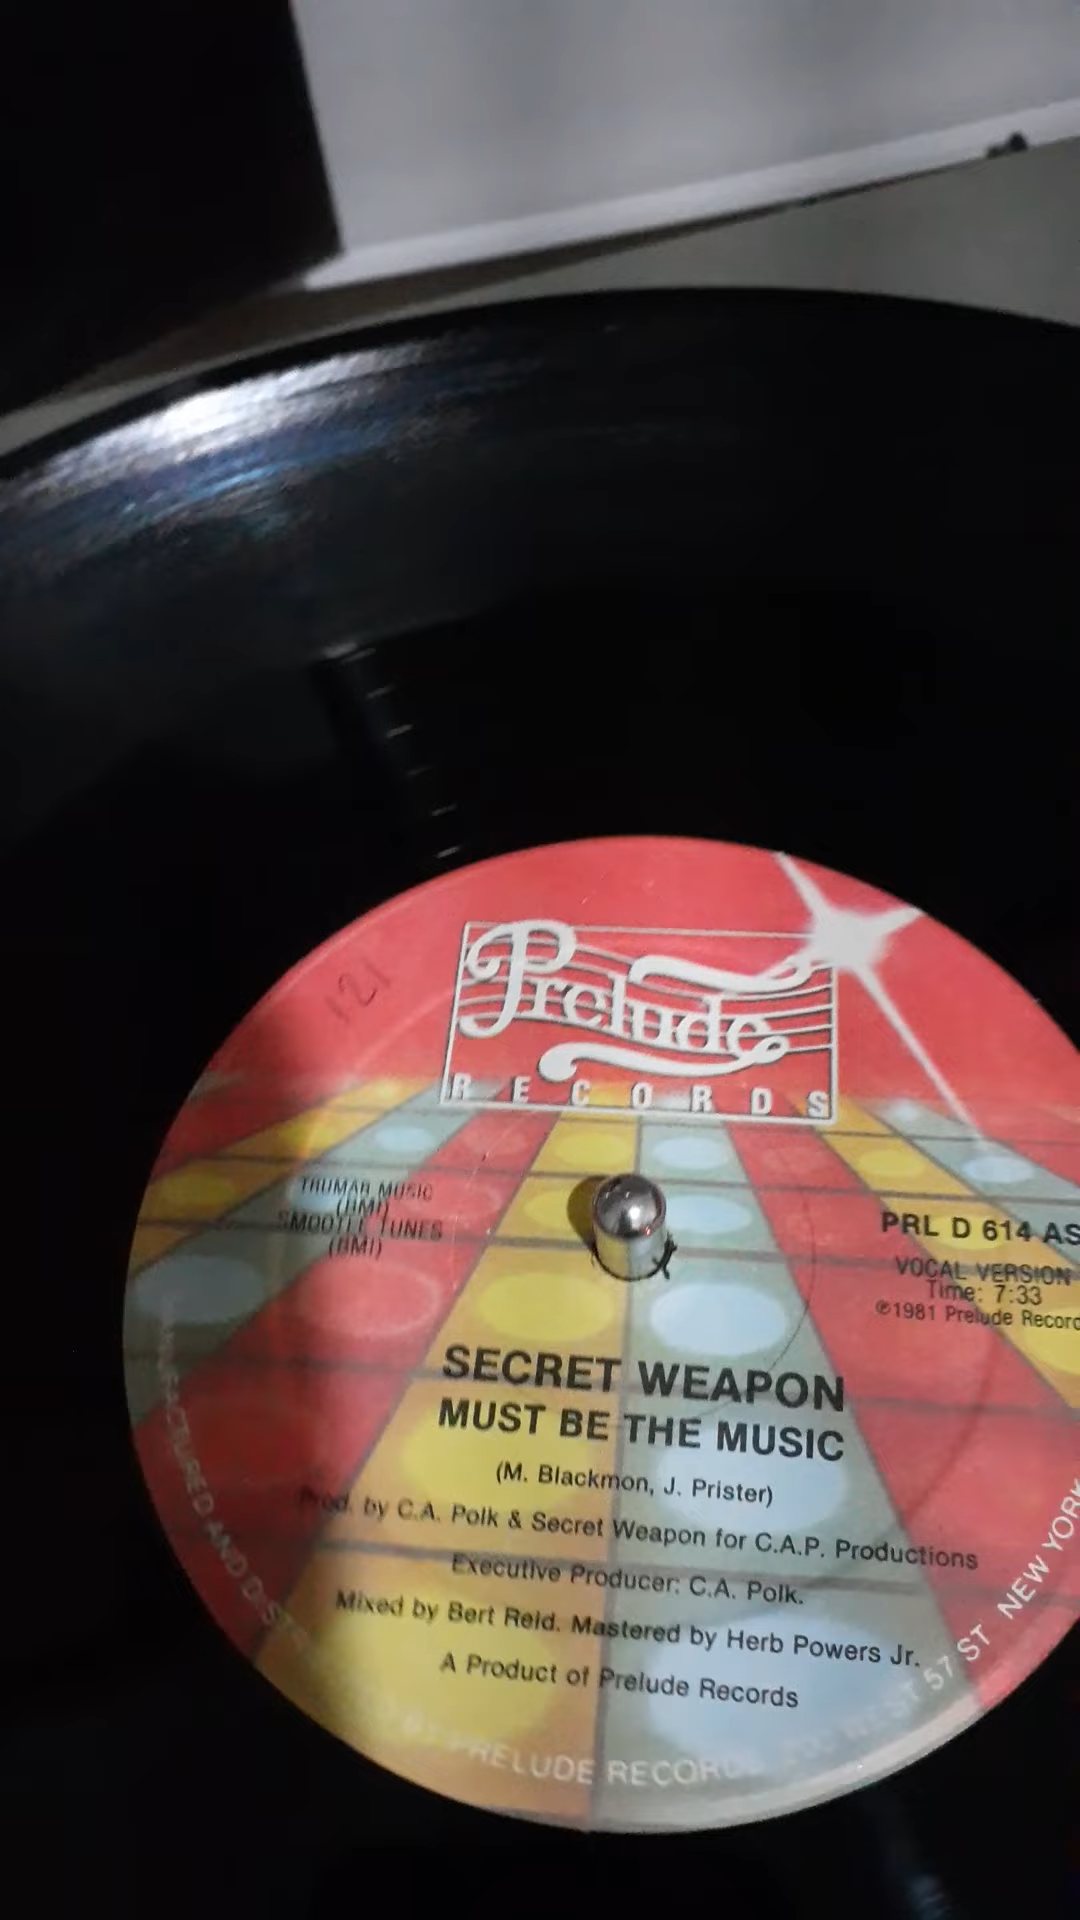 121
Prelude
RECORDS
TRUMAR MUSIC
(BMI)
SMOOTIE TUNES
(BMI)
PRL D 614 AS
VOCAL VERSION
Time: 7:33
℗1981 Prelude Record
SECRET WEAPON
MUST BE THE MUSIC
(M. Blackmon, J. Prister)
Prod. by C.A. Polk & Secret Weapon for C.A.P. Productions
Executive Producer: C.A. Polk.
Mixed by Bert Reid. Mastered by Herb Powers Jr.
A Product of Prelude Records
PRELUDE RECORDS 57 ST NEW YORK